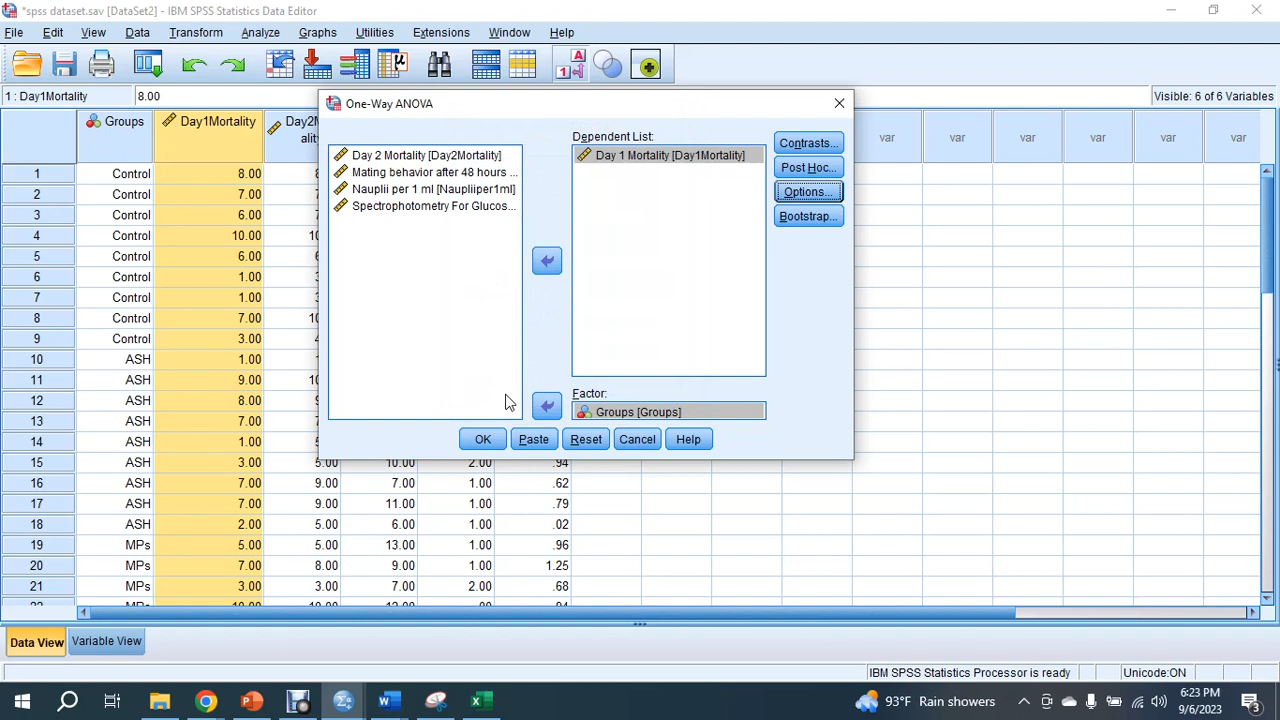 *spss dataset.sav [DataSet2] - IBM SPSS Statistics Data Editor
File Edit View Data Transform Analyze Graphs Utilities Extensions Window Help
1 : Day1Mortality 8.00 Visible: 6 of 6 Variables
Groups Day1Mortality var var var var var var
One-Way ANOVA
Dependent List:
Day 2 Mortality [Day2Mortality]
Mating behavior after 48 hours ...
Nauplii per 1 ml [Naupliiper1ml]
Spectrophotometry For Glucos...
Day 1 Mortality [Day1Mortality]
Contrasts...
Post Hoc...
Options...
Bootstrap...
Factor:
Groups [Groups]
OK Paste Reset Cancel Help
1 Control 8.00
2 Control 7.00
3 Control 6.00
4 Control 10.00
5 Control 6.00
6 Control 1.00
7 Control 1.00
8 Control 7.00
9 Control 3.00
10 ASH 1.00
11 ASH 9.00
12 ASH 8.00
13 ASH 7.00
14 ASH 7.00
15 ASH 3.00 5.00 10.00 2.00 .94
16 ASH 7.00 9.00 7.00 1.00 .62
17 ASH 7.00 9.00 11.00 1.00 .79
18 ASH 2.00 5.00 6.00 1.00 .02
19 MPs 5.00 5.00 13.00 1.00 .96
20 MPs 7.00 8.00 9.00 1.00 1.25
21 MPs 3.00 3.00 7.00 2.00 .68
Data View Variable View
IBM SPSS Statistics Processor is ready Unicode:ON
93°F Rain showers
6:23 PM
9/6/2023
3